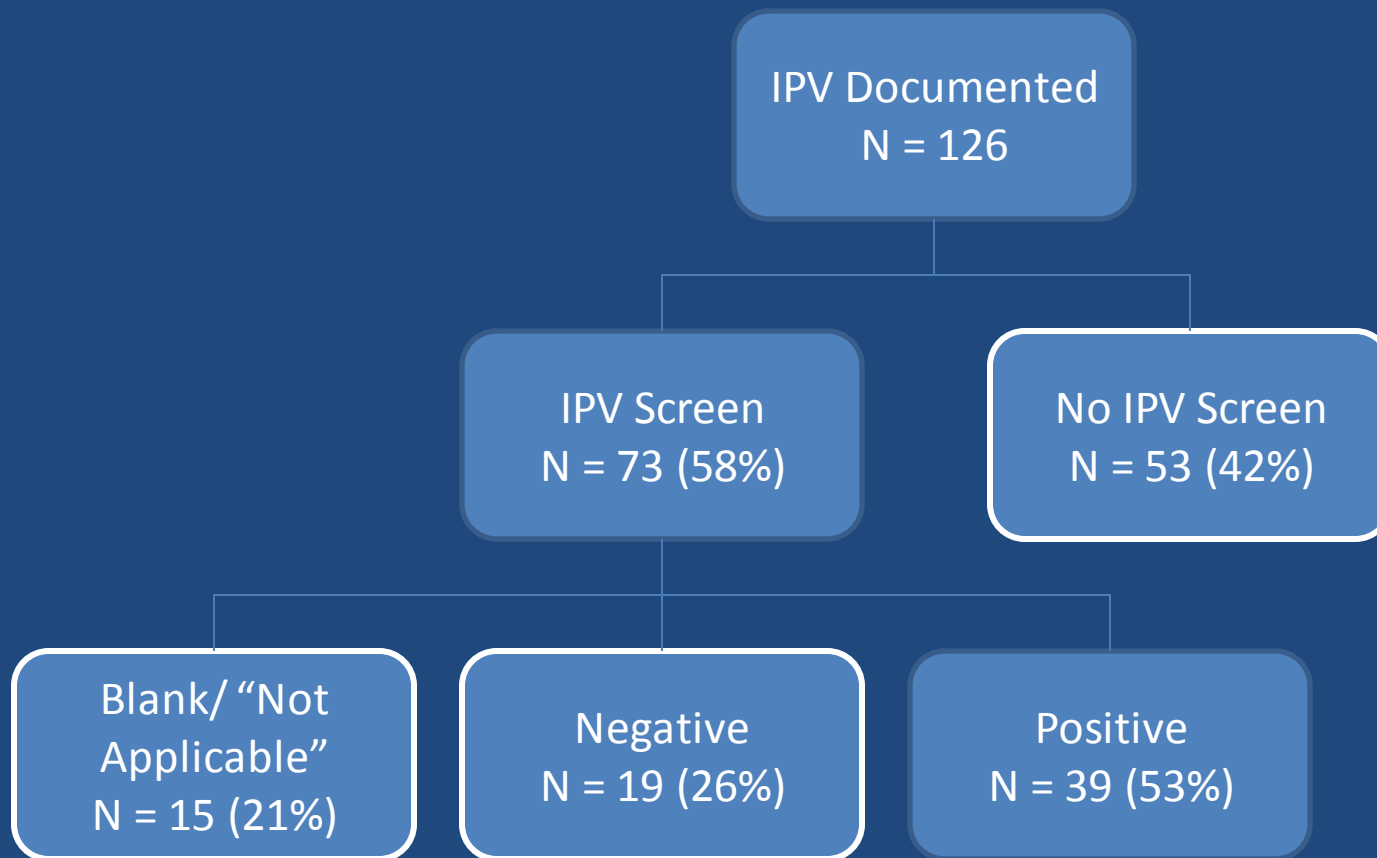 IPV Documented
N = 126
IPV Screen
N = 73 (58%)
No IPV Screen
N = 53 (42%)
Blank/ “Not
Applicable”
N = 15 (21%)
Negative
N = 19 (26%)
Positive
N = 39 (53%)